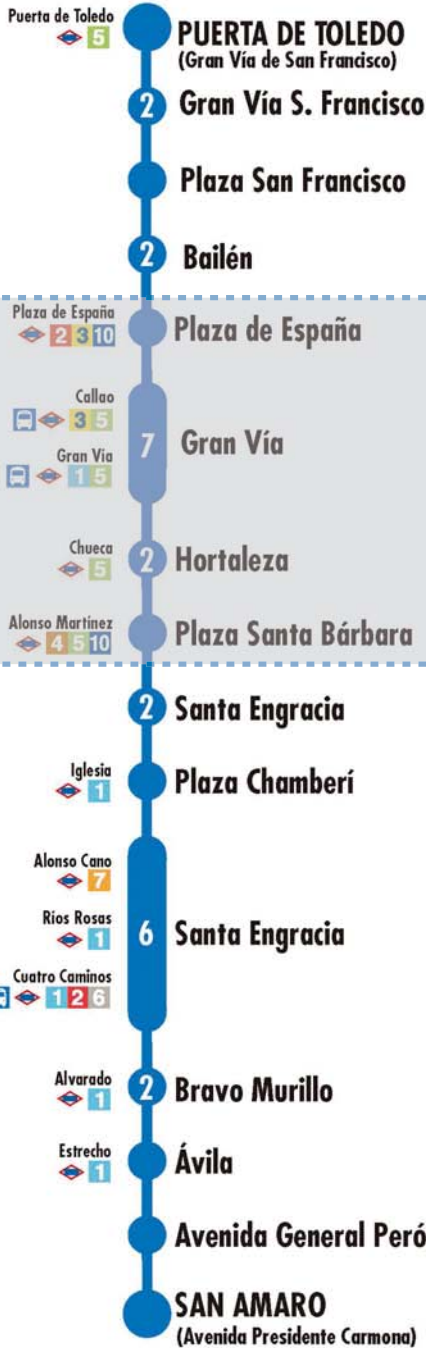 Puerta de Toledo
5
PUERTA DE TOLEDO
(Gran Vía de San Francisco)
2 Gran Vía S. Francisco
Plaza San Francisco
2 Bailén
Plaza de España
2 3 10
Plaza de España
Callao
3 5
Gran Vía
1 5
7 Gran Vía
Chueca
5
2 Hortaleza
Alonso Martínez
4 5 10
Plaza Santa Bárbara
2 Santa Engracia
Iglesia
1
Plaza Chamberí
Alonso Cano
7
Ríos Rosas
1
6 Santa Engracia
Cuatro Caminos
1 2 6
Alvarado
1
2 Bravo Murillo
Estrecho
1
Ávila
Avenida General Peró
SAN AMARO
(Avenida Presidente Carmona)